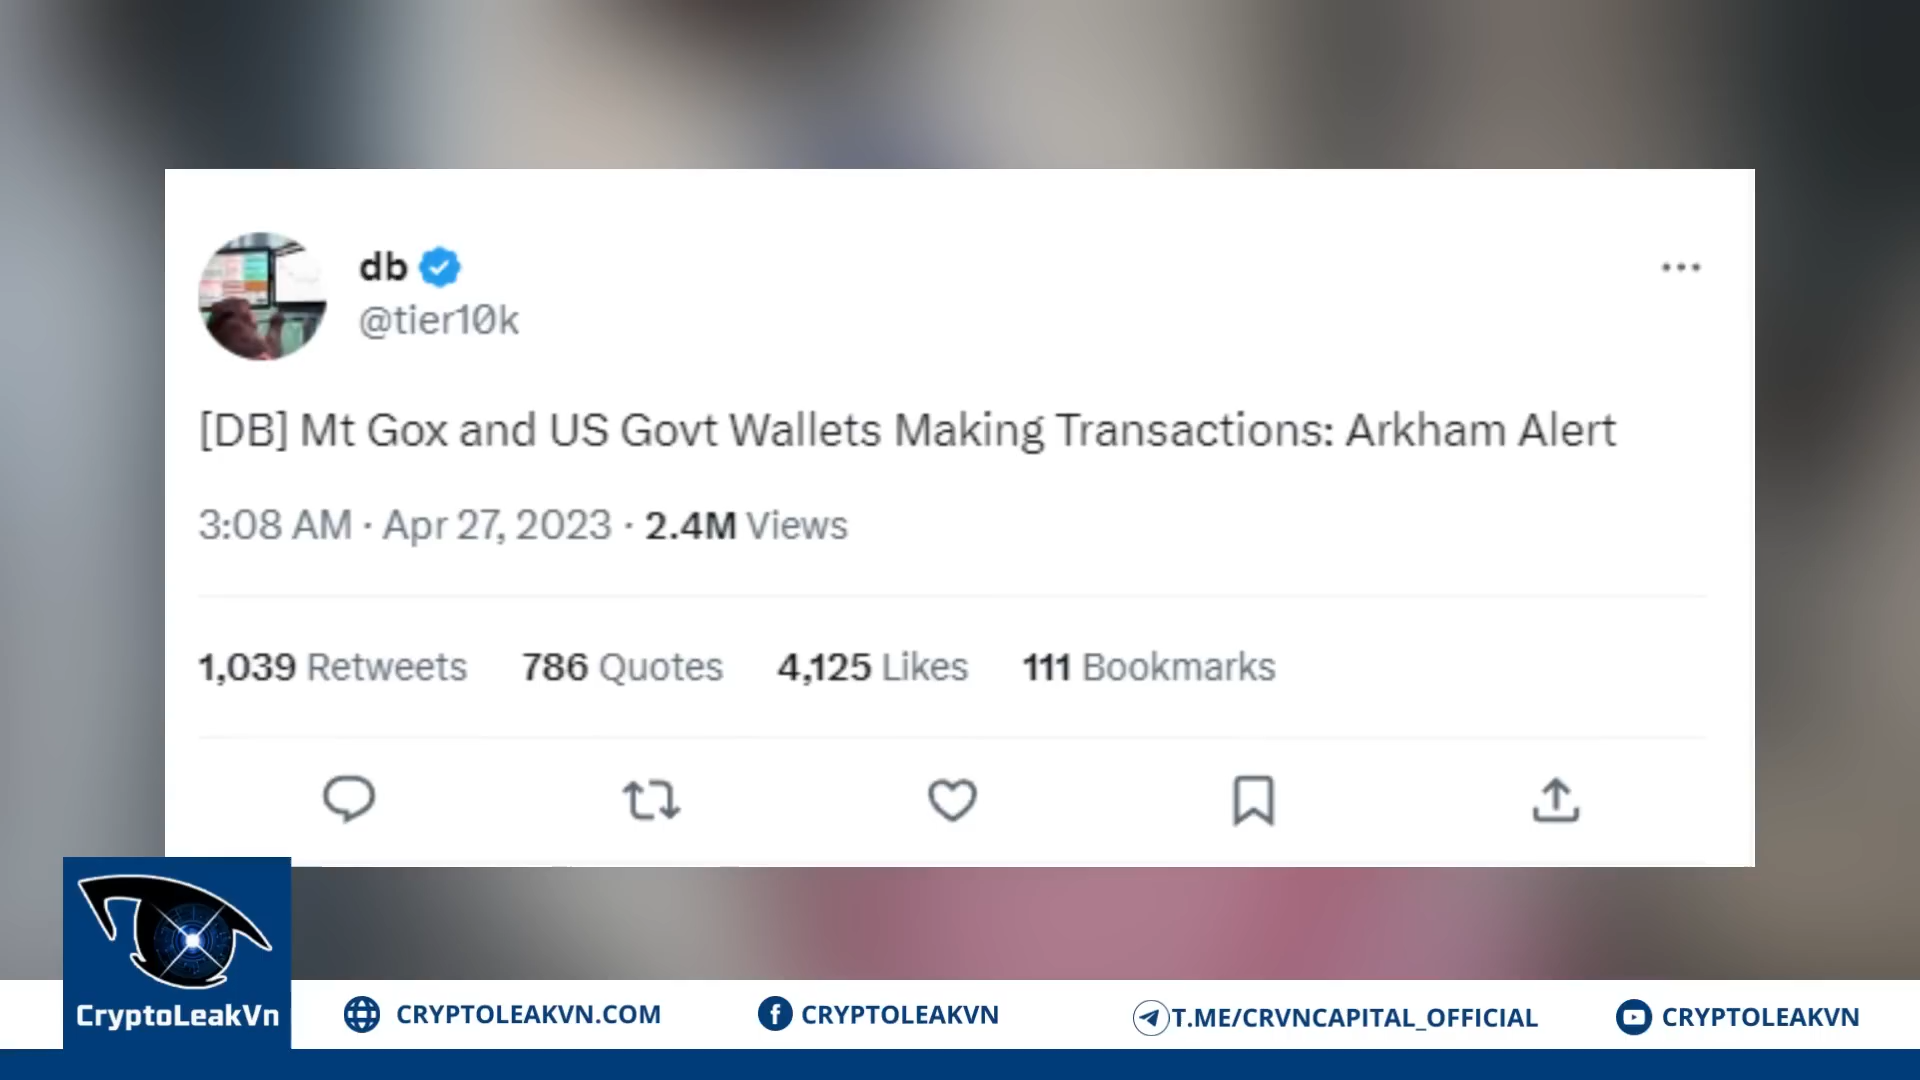 db
@tier10k
[DB] Mt Gox and US Govt Wallets Making Transactions: Arkham Alert
3:08 AM · Apr 27, 2023 · 2.4M Views
1,039 Retweets 786 Quotes 4,125 Likes 111 Bookmarks
CryptoLeakVn
CRYPTOLEAKVN.COM
CRYPTOLEAKVN
T.ME/CRVNCAPITAL_OFFICIAL
CRYPTOLEAKVN